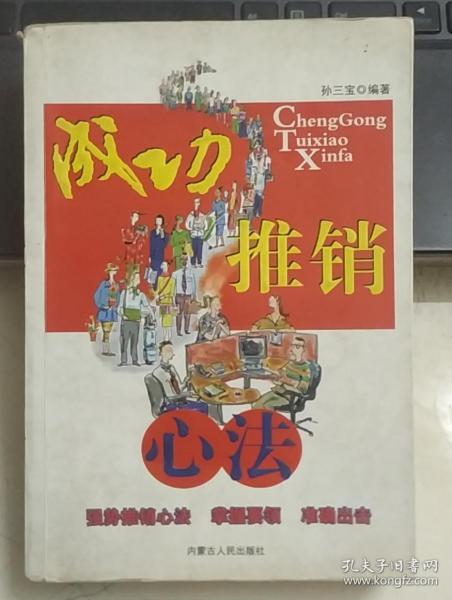 孙三宝◎编著
ChengGong
Tuixiao
Xinfa
成功
推销
心法
强势推销心法 掌握要领 准确出击
内蒙古人民出版社
孔夫子旧书网
kongfz.com